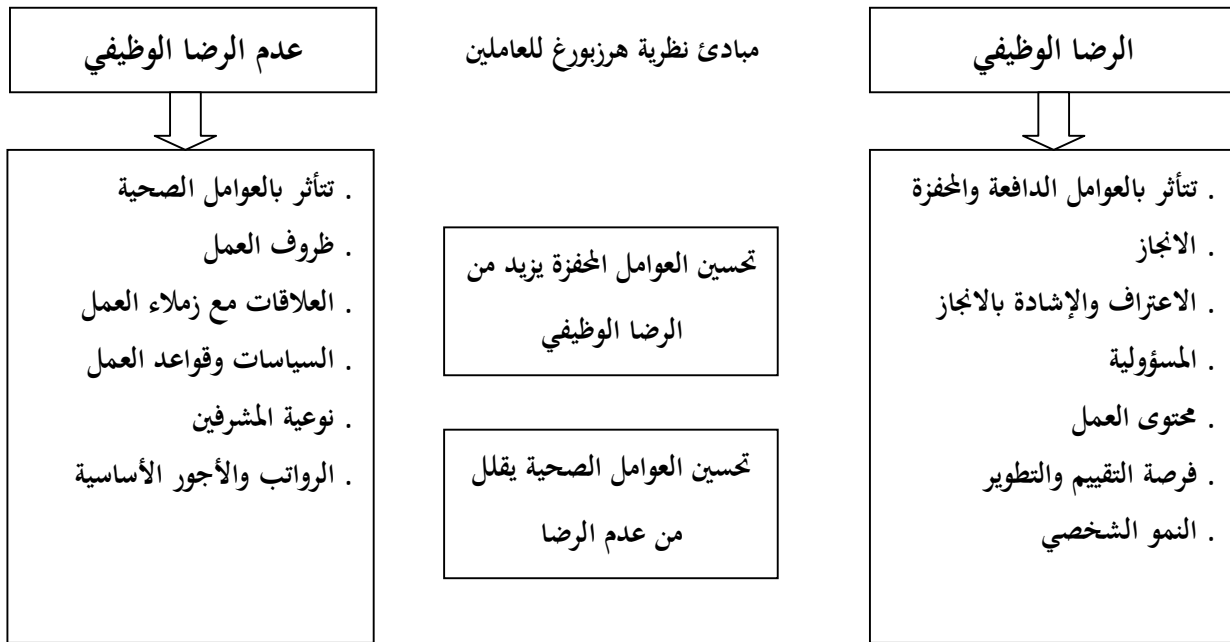 الرضا الوظيفي
مبادئ نظرية هرزبورغ للعاملين
عدم الرضا الوظيفي
. تتأثر بالعوامل الدافعة والمحفزة
. الانجاز
. الاعتراف والإشادة بالانجاز
. المسؤولية
. محتوى العمل
. فرصة التقييم والتطوير
. النمو الشخصي
تحسين العوامل المحفزة يزيد من
الرضا الوظيفي
تحسين العوامل الصحية يقلل
من عدم الرضا
. تتأثر بالعوامل الصحية
. ظروف العمل
. العلاقات مع زملاء العمل
. السياسات وقواعد العمل
. نوعية المشرفين
. الرواتب والأجور الأساسية